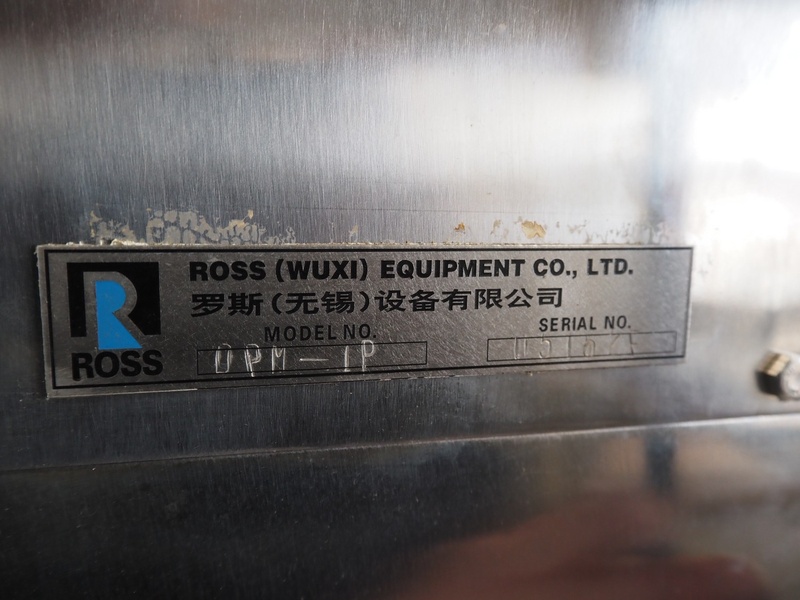 ROSS (WUXI) EQUIPMENT CO., LTD.
罗斯（无锡）设备有限公司
R
ROSS
MODEL NO.
DPM-1P
SERIAL NO.